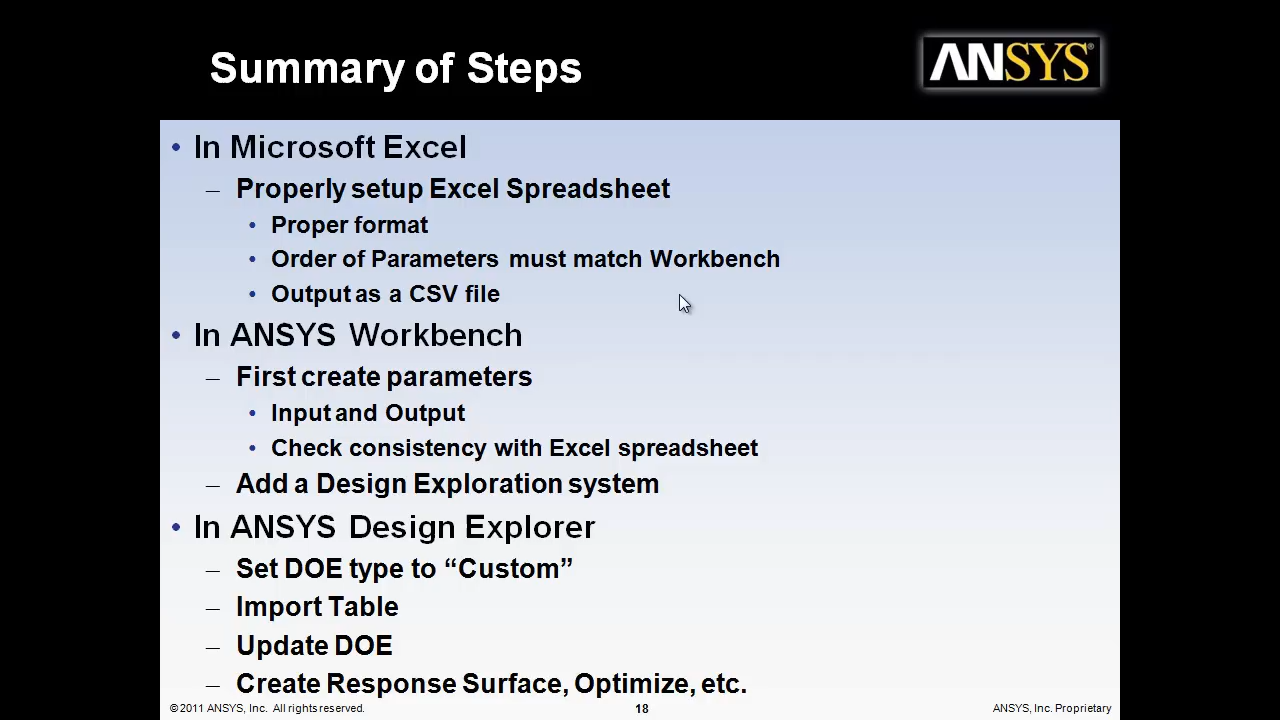 Summary of Steps
ANSYS®
• In Microsoft Excel
– Properly setup Excel Spreadsheet
• Proper format
• Order of Parameters must match Workbench
• Output as a CSV file
• In ANSYS Workbench
– First create parameters
• Input and Output
• Check consistency with Excel spreadsheet
– Add a Design Exploration system
• In ANSYS Design Explorer
– Set DOE type to “Custom”
– Import Table
– Update DOE
– Create Response Surface, Optimize, etc.
© 2011 ANSYS, Inc. All rights reserved.
18
ANSYS, Inc. Proprietary